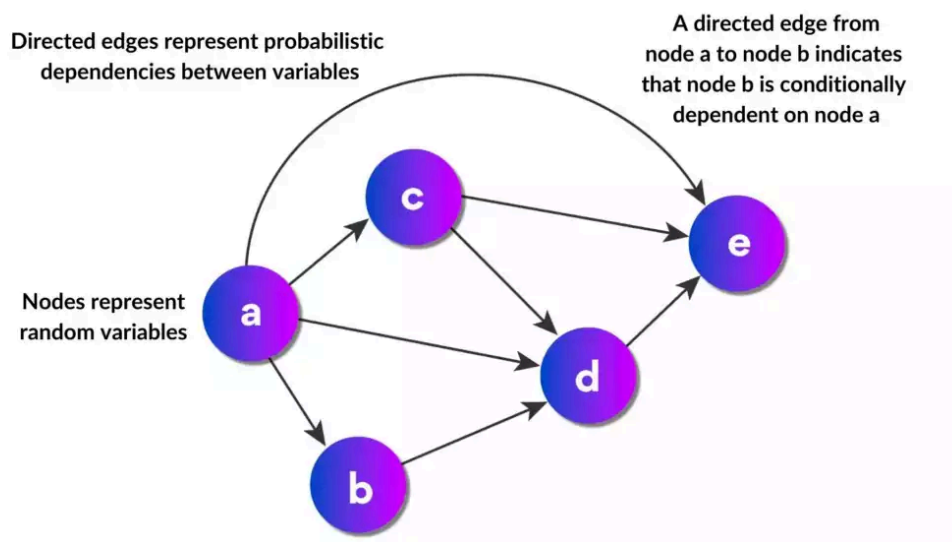 Directed edges represent probabilistic
dependencies between variables
A directed edge from
node a to node b indicates
that node b is conditionally
dependent on node a
c
e
Nodes represent
random variables
a
d
b